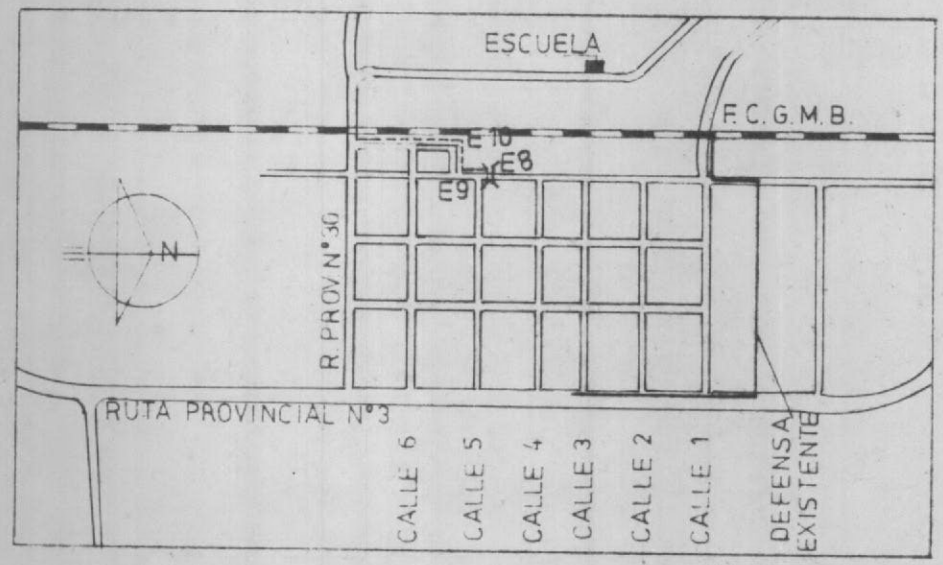 ESCUELA
F.C.G.M.B.
E 10
E8
E9
N
R. PROV. N° 30
RUTA PROVINCIAL N°3
CALLE 6
CALLE 5
CALLE 4
CALLE 3
CALLE 2
CALLE 1
DEFENSA
EXISTENTE